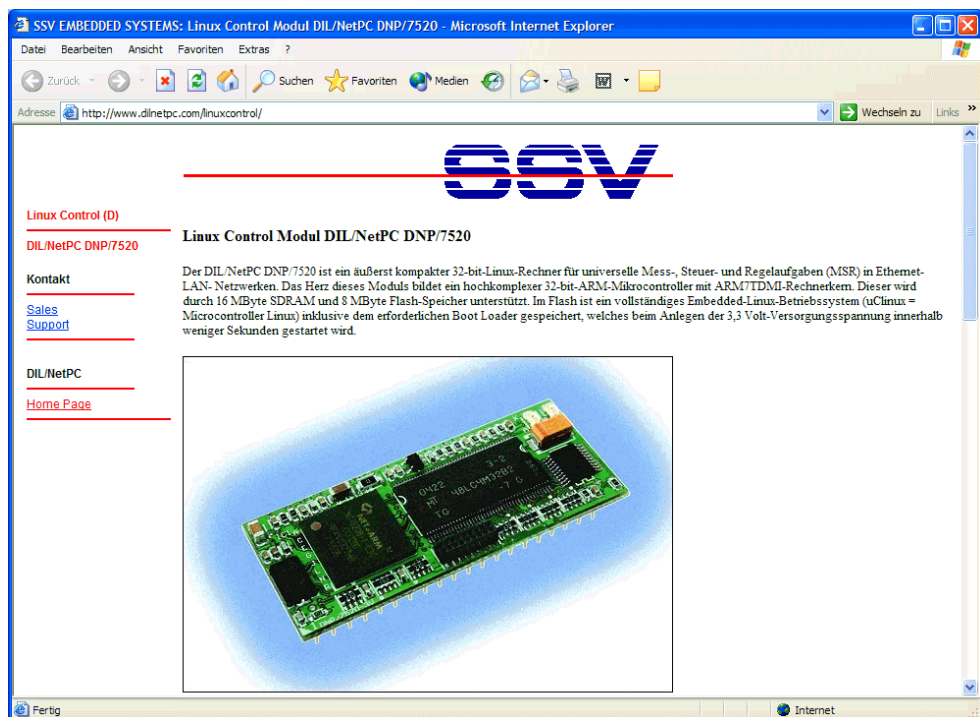 SSV EMBEDDED SYSTEMS: Linux Control Modul DIL/NetPC DNP/7520 - Microsoft Internet Explorer
Datei Bearbeiten Ansicht Favoriten Extras ?
Zurück Suchen Favoriten Medien
Adresse http://www.dilnetpc.com/linuxcontrol/ Wechseln zu Links »
SSV
Linux Control (D)
DIL/NetPC DNP/7520
Kontakt
Sales
Support
DIL/NetPC
Home Page
Linux Control Modul DIL/NetPC DNP/7520
Der DIL/NetPC DNP/7520 ist ein äußerst kompakter 32-bit-Linux-Rechner für universelle Mess-, Steuer- und Regelaufgaben (MSR) in Ethernet-
LAN- Netzwerken. Das Herz dieses Moduls bildet ein hochkomplexer 32-bit-ARM-Mikrocontroller mit ARM7TDMI-Rechnerkern. Dieser wird
durch 16 MByte SDRAM und 8 MByte Flash-Speicher unterstützt. Im Flash ist ein vollständiges Embedded-Linux-Betriebssystem (uClinux =
Microcontroller Linux) inklusive dem erforderlichen Boot Loader gespeichert, welches beim Anlegen der 3,3 Volt-Versorgungsspannung innerhalb
weniger Sekunden gestartet wird.
0422 3-2
MT 48LC4M32B2
TG -7 G
Fertig Internet